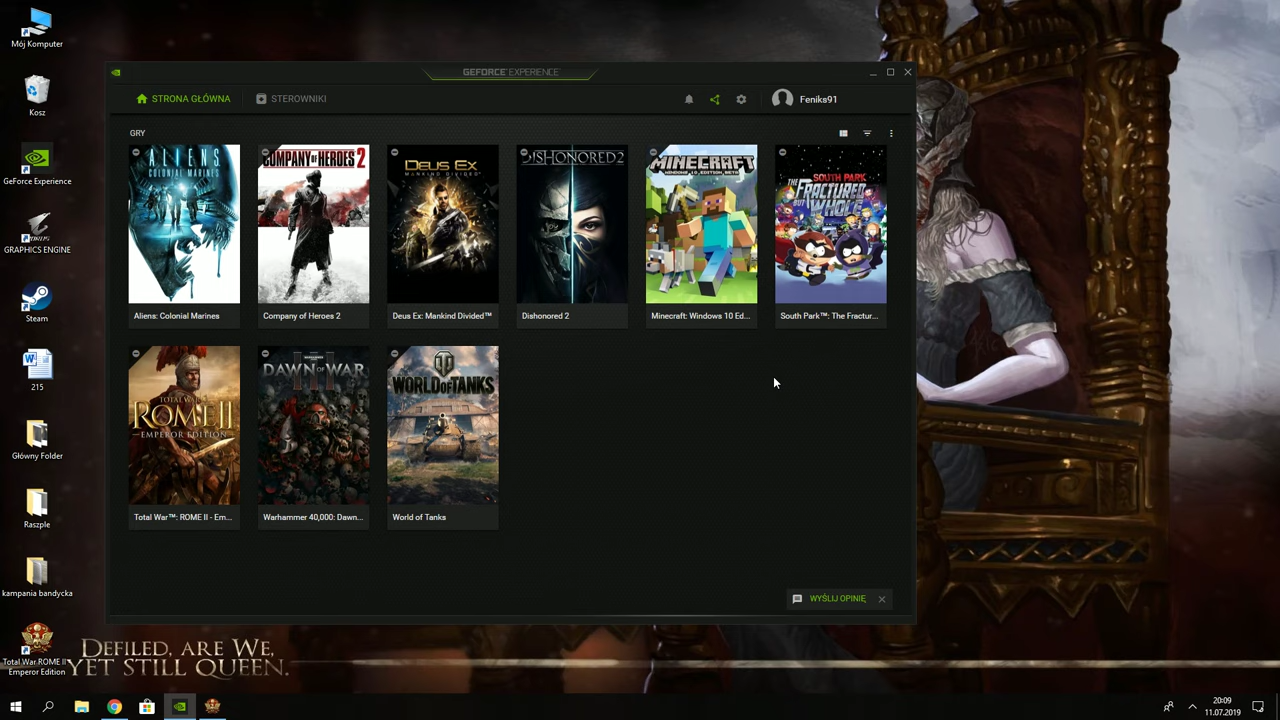 Mój Komputer
Kosz
GeForce Experience
GRAPHICS ENGINE
Steam
215
Główny Folder
Raszple
kampania bandycka
Total War ROME II
Emperor Edition
GEFORCE EXPERIENCE
STRONA GŁÓWNA
STEROWNIKI
Feniks91
GRY
ALIENS
COLONIAL MARINES
COMPANY OF HEROES 2
DEUS EX
MANKIND DIVIDED
DISHONORED 2
MINECRAFT
WINDOWS 10 EDITION BETA
SOUTH PARK
THE FRACTURED
BUT WHOLE
Aliens: Colonial Marines
Company of Heroes 2
Deus Ex: Mankind Divided™
Dishonored 2
Minecraft: Windows 10 Ed...
South Park™: The Fractur...
TOTAL WAR
ROME II
EMPEROR EDITION
DAWN OF WAR
III
WORLD OF TANKS
Total War™: ROME II - Em...
Warhammer 40,000: Dawn...
World of Tanks
WYŚLIJ OPINIĘ
DEFILED, ARE WE,
YET STILL QUEEN.
20:09
11.07.2019